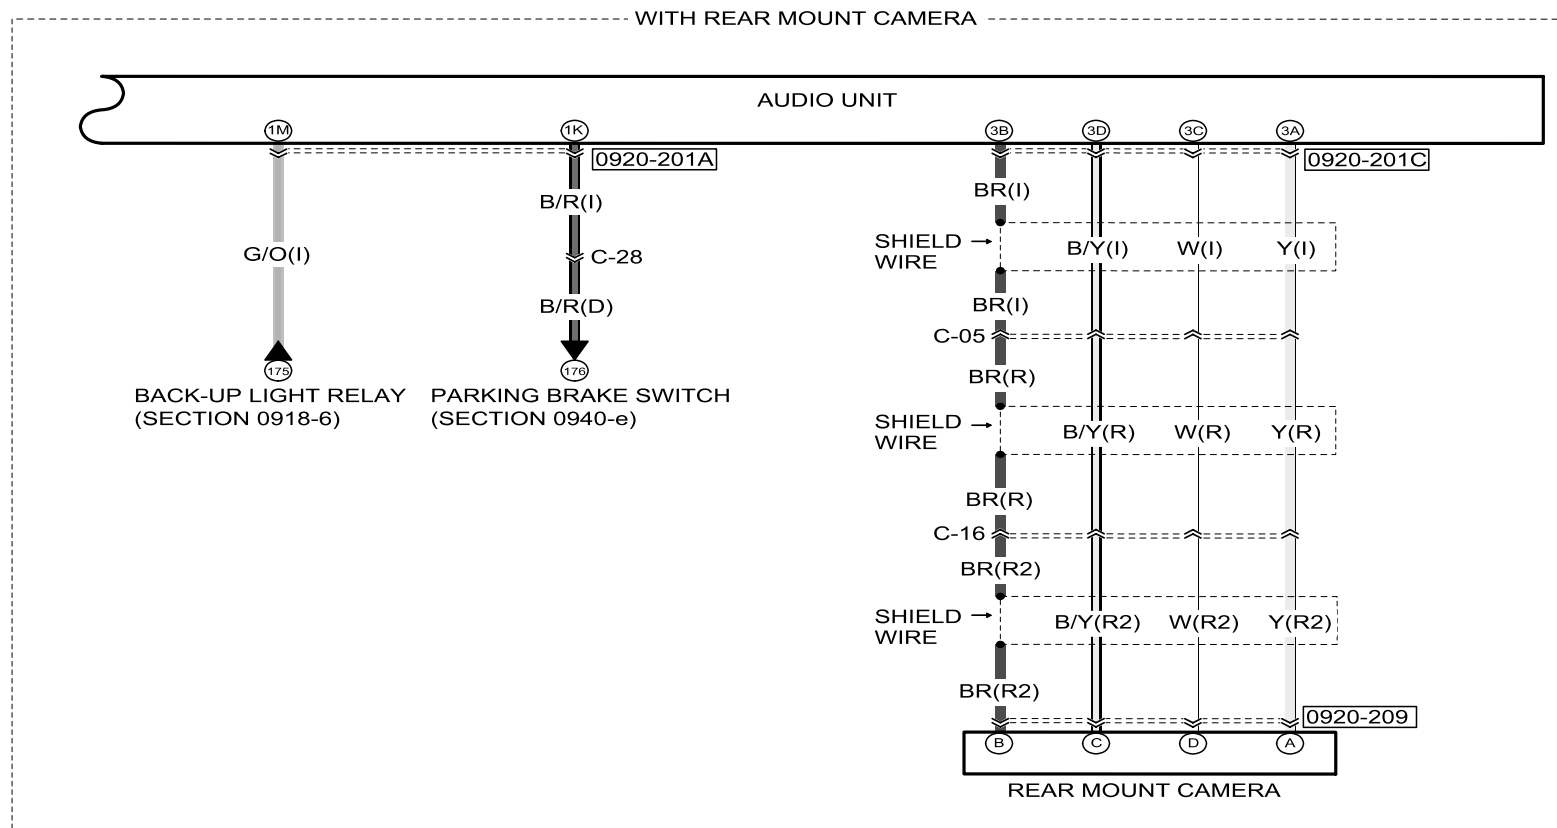 WITH REAR MOUNT CAMERA
AUDIO UNIT
1M 1K 3B 3D 3C 3A
0920-201A 0920-201C
B/R(I) BR(I)
G/O(I) C-28
SHIELD WIRE B/Y(I) W(I) Y(I)
B/R(D) BR(I)
C-05
175 176 BR(R)
BACK-UP LIGHT RELAY
(SECTION 0918-6)
PARKING BRAKE SWITCH
(SECTION 0940-e)
SHIELD
WIRE
B/Y(R) W(R) Y(R)
BR(R)
C-16
BR(R2)
SHIELD
WIRE
B/Y(R2) W(R2) Y(R2)
BR(R2)
0920-209
B C D A
REAR MOUNT CAMERA